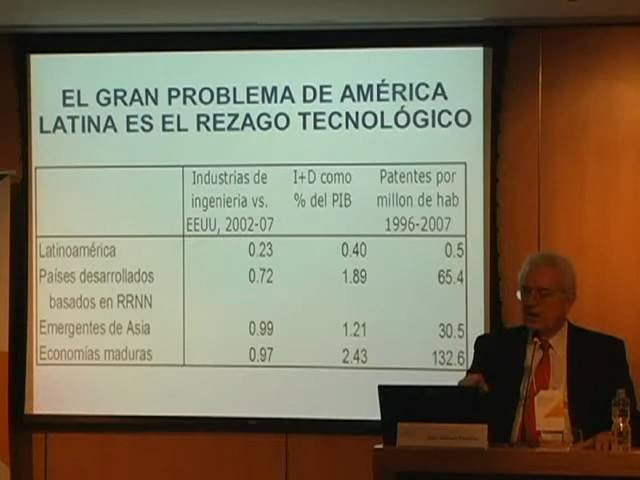 EL GRAN PROBLEMA DE AMÉRICA
LATINA ES EL REZAGO TECNOLÓGICO
Industrias de ingenieria vs. EEUU, 2002-07
I+D como % del PIB
Patentes por millon de hab 1996-2007
Latinoamérica 0.23 0.40 0.5
Países desarrollados basados en RRNN 0.72 1.89 65.4
Emergentes de Asia 0.99 1.21 30.5
Economías maduras 0.97 2.43 132.6